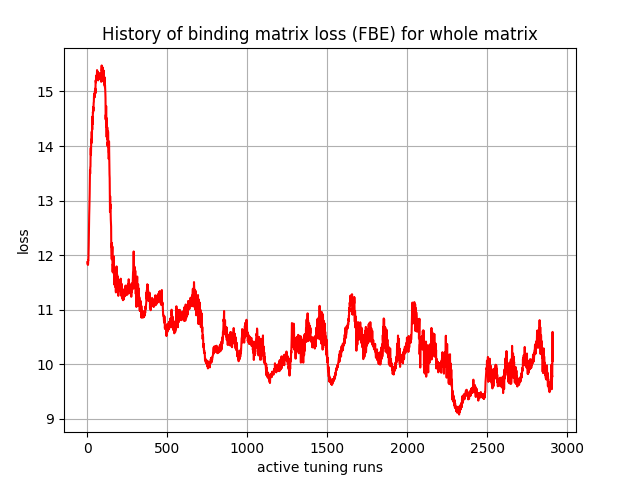 History of binding matrix loss (FBE) for whole matrix
loss
15
14
13
12
11
10
9
0 500 1000 1500 2000 2500 3000
active tuning runs